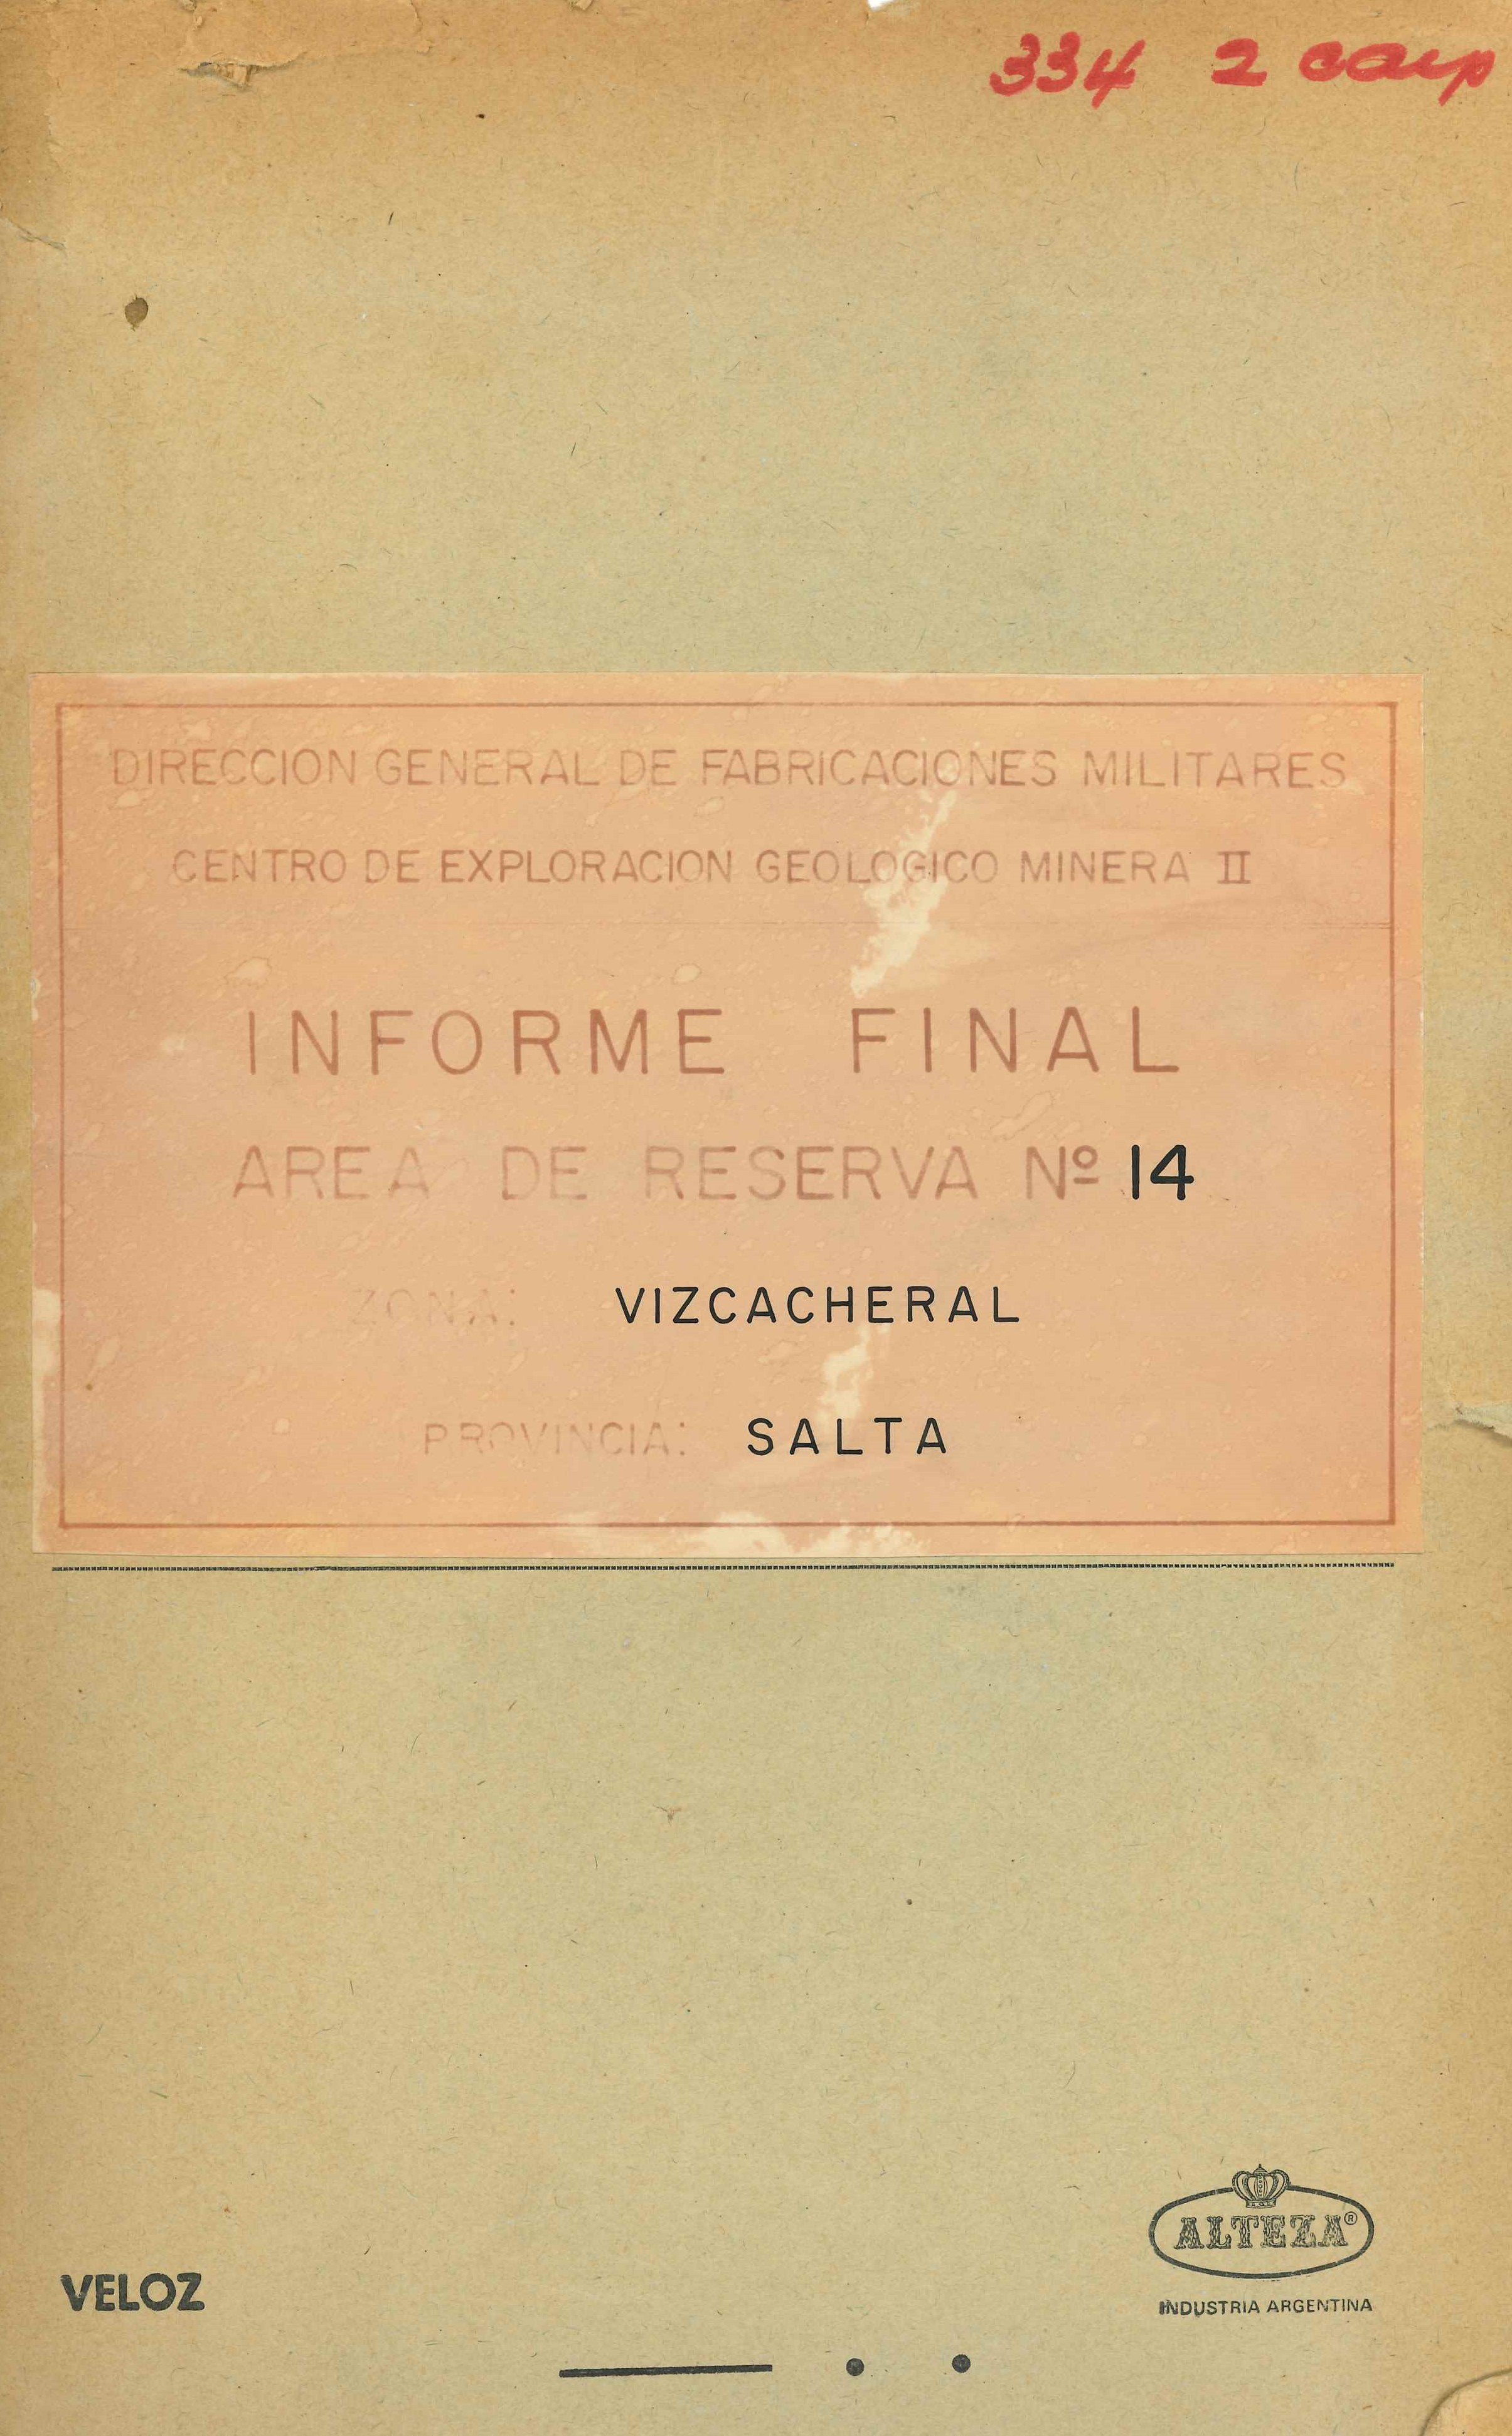 334 2 carp
DIRECCION GENERAL DE FABRICACIONES MILITARES
CENTRO DE EXPLORACION GEOLOGICO MINERA II
INFORME FINAL
AREA DE RESERVA Nº 14
ZONA: VIZCACHERAL
PROVINCIA: SALTA
ALTEZA®
VELOZ
INDUSTRIA ARGENTINA